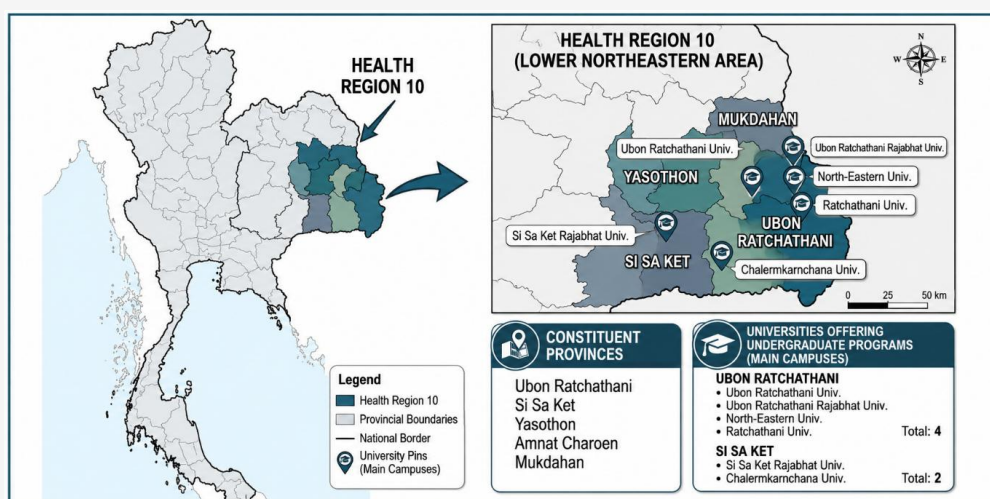 HEALTH
REGION 10
Legend
Health Region 10
Provincial Boundaries
National Border
University Pins
(Main Campuses)
HEALTH REGION 10
(LOWER NORTHEASTERN AREA)
N
W E
S
MUKDAHAN
Ubon Ratchathani Univ.
Ubon Ratchathani Rajabhat Univ.
YASOTHON
North-Eastern Univ.
Ratchathani Univ.
Si Sa Ket Rajabhat Univ.
UBON
RATCHATHANI
SI SA KET
Chalermkarnchana Univ.
0 25 50 km
CONSTITUENT
PROVINCES
Ubon Ratchathani
Si Sa Ket
Yasothon
Amnat Charoen
Mukdahan
UNIVERSITIES OFFERING
UNDERGRADUATE PROGRAMS
(MAIN CAMPUSES)
UBON RATCHATHANI
• Ubon Ratchathani Univ.
• Ubon Ratchathani Rajabhat Univ.
• North-Eastern Univ.
• Ratchathani Univ. Total: 4
SI SA KET
• Si Sa Ket Rajabhat Univ.
• Chalermkarnchana Univ. Total: 2